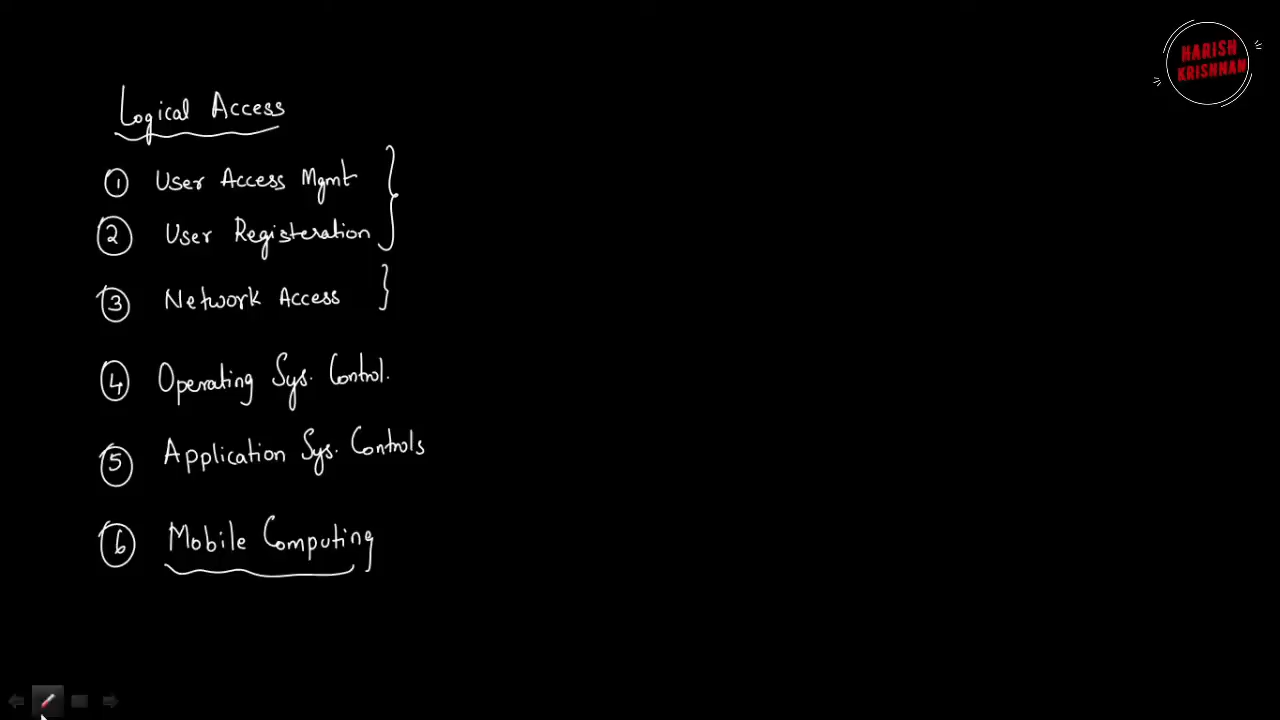 HARISH
KRISHNAN
Logical Access
1 User Access Mgmt
2 User Registeration
3 Network Access
4 Operating Sys. Control.
5 Application Sys. Controls
6 Mobile Computing